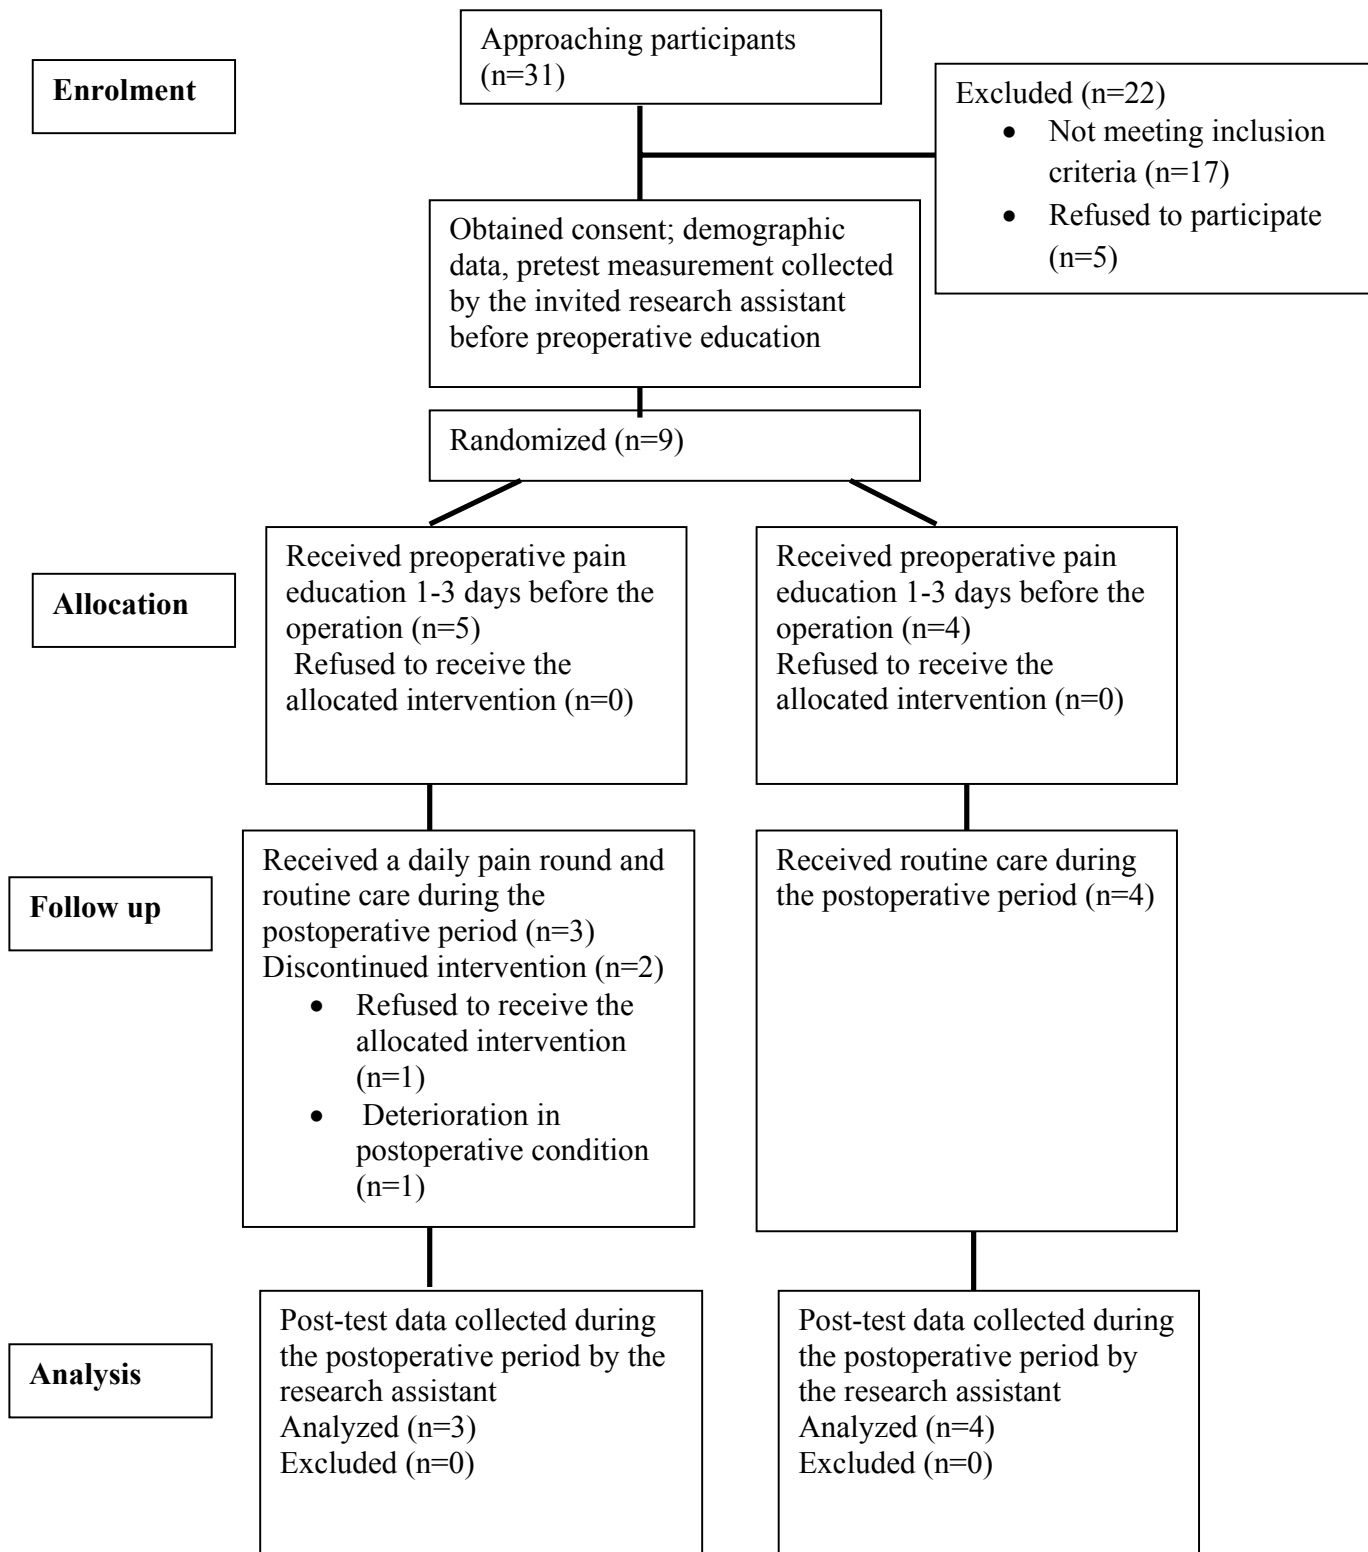 Approaching participants
(n=31)
Enrolment
Excluded (n=22)
• Not meeting inclusion
criteria (n=17)
• Refused to participate
(n=5)
Obtained consent; demographic
data, pretest measurement collected
by the invited research assistant
before preoperative education
Randomized (n=9)
Allocation
Received preoperative pain
education 1-3 days before the
operation (n=5)
Refused to receive the
allocated intervention (n=0)
Received preoperative pain
education 1-3 days before the
operation (n=4)
Refused to receive the
allocated intervention (n=0)
Follow up
Received a daily pain round and
routine care during the
postoperative period (n=3)
Discontinued intervention (n=2)
• Refused to receive the
allocated intervention
(n=1)
• Deterioration in
postoperative condition
(n=1)
Received routine care during
the postoperative period (n=4)
Analysis
Post-test data collected during
the postoperative period by the
research assistant
Analyzed (n=3)
Excluded (n=0)
Post-test data collected during
the postoperative period by
the research assistant
Analyzed (n=4)
Excluded (n=0)